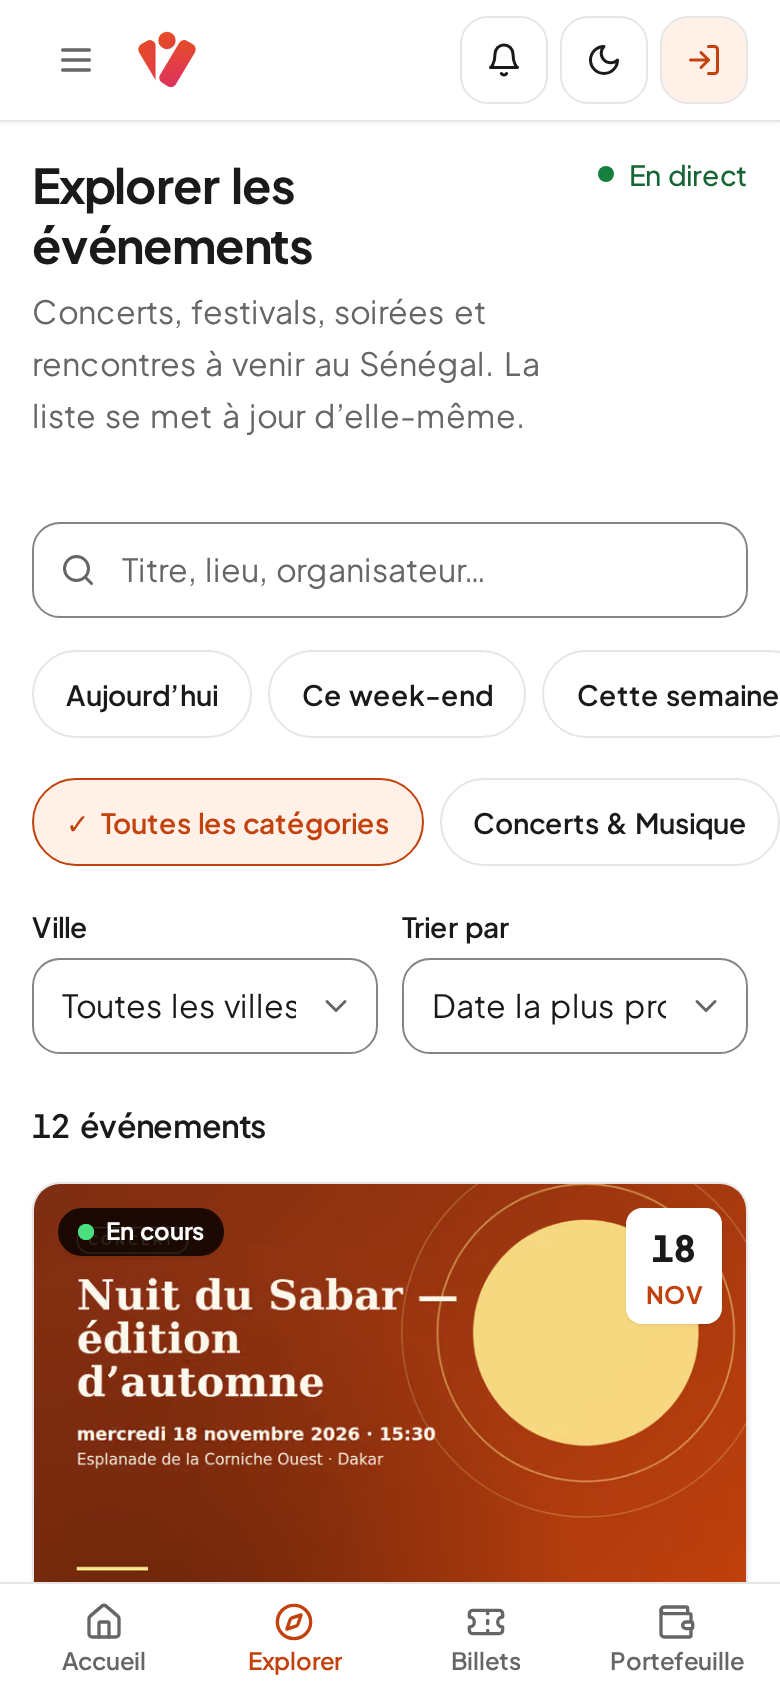 Explorer les
événements
En direct
Concerts, festivals, soirées et
rencontres à venir au Sénégal. La
liste se met à jour d’elle-même.
Titre, lieu, organisateur...
Aujourd’hui
Ce week-end
Cette semaine
✓ Toutes les catégories
Concerts & Musique
Ville
Trier par
Toutes les villes
Date la plus pro
12 événements
En cours
18
NOV
Nuit du Sabar —
édition
d’automne
mercredi 18 novembre 2026 · 15:30
Esplanade de la Corniche Ouest · Dakar
Accueil
Explorer
Billets
Portefeuille